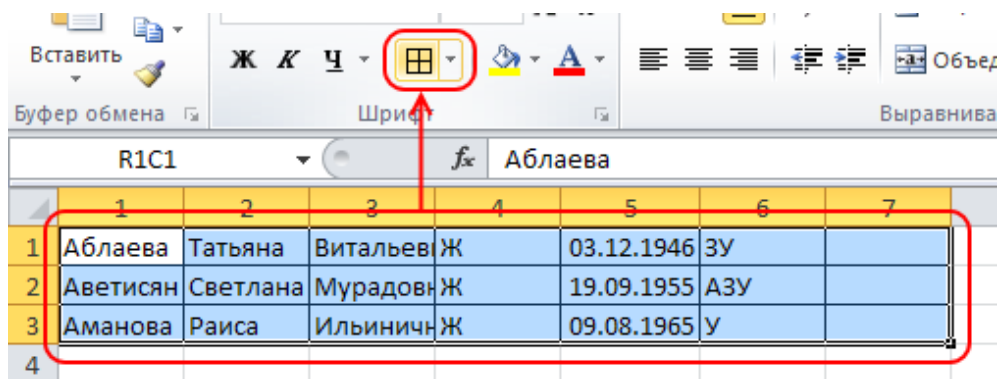 Вставить
Ж К Ч А
Объед
Буфер обмена Шрифт Выравнива
R1C1 fx Аблаева
1 2 3 4 5 6 7
1 Аблаева Татьяна Витальев Ж 03.12.1946 ЗУ
2 Аветисян Светлана Мурадовн Ж 19.09.1955 АЗУ
3 Аманова Раиса Ильиничн Ж 09.08.1965 У
4